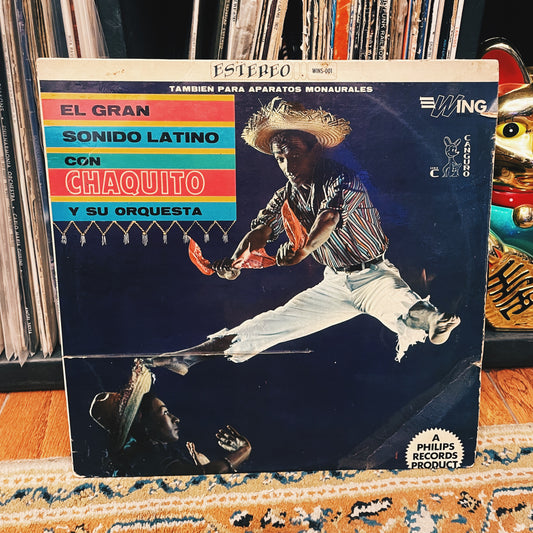 ESTEREO
WINS-001
TAMBIEN PARA APARATOS MONAURALES
EL GRAN
SONIDO LATINO
CON
CHAQUITO
Y SU ORQUESTA
WING
CANGURO
C
A
PHILIPS
RECORDS
PRODUCT